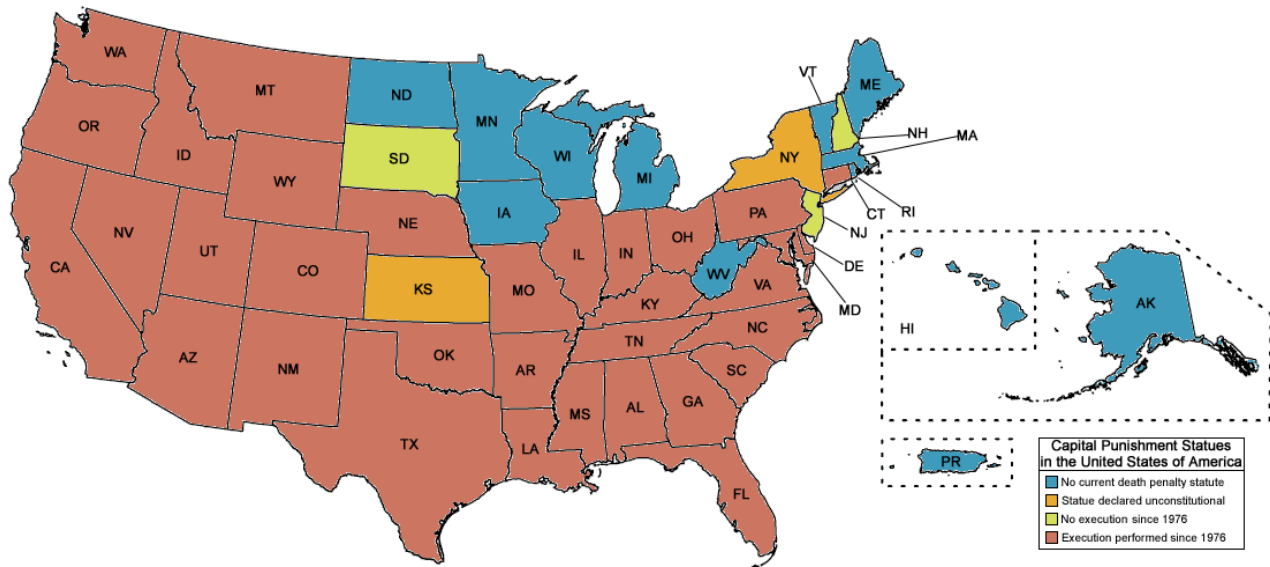 WA
MT
ND
MN
VT
ME
OR
ID
SD
WI
NY
NH
MA
WY
MI
IA
NE
PA
CT
RI
NV
UT
CO
IL
IN
OH
NJ
CA
KS
MO
WV
VA
DE
KY
MD
AZ
NM
OK
AR
TN
NC
SC
MS
AL
GA
TX
LA
FL
HI
AK
PR
Capital Punishment Statues
in the United States of America
No current death penalty statute
Statue declared unconstitutional
No execution since 1976
Execution performed since 1976